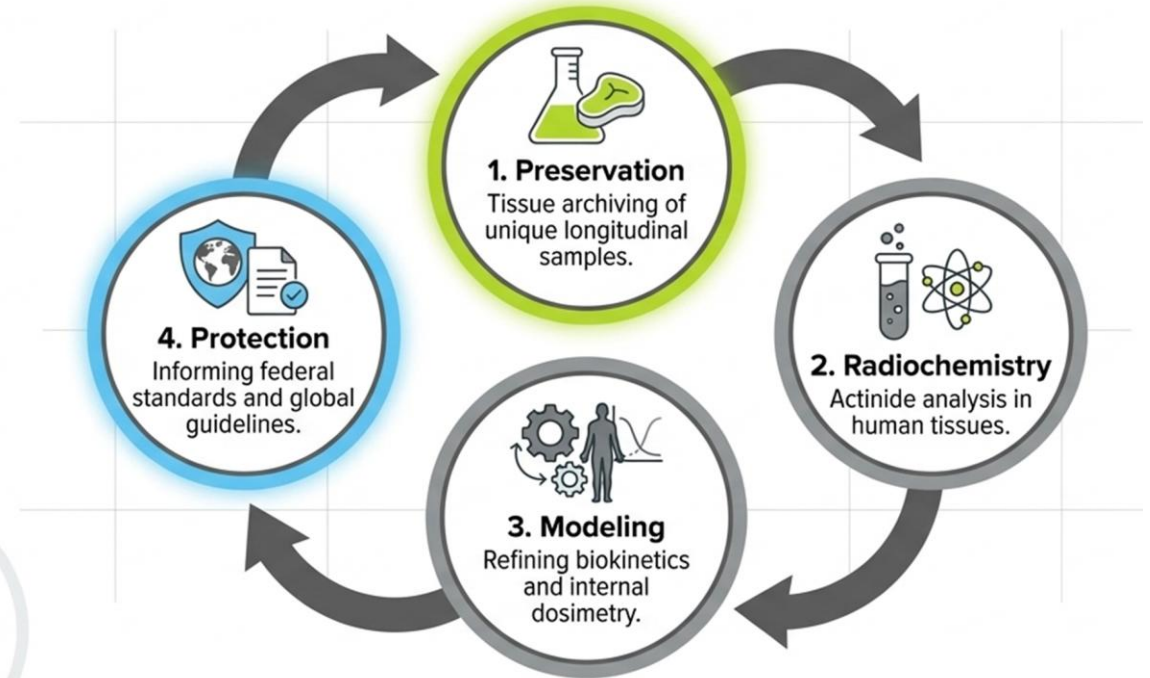 1. Preservation
Tissue archiving of
unique longitudinal
samples.
2. Radiochemistry
Actinide analysis in
human tissues.
3. Modeling
Refining biokinetics
and internal
dosimetry.
4. Protection
Informing federal
standards and global
guidelines.